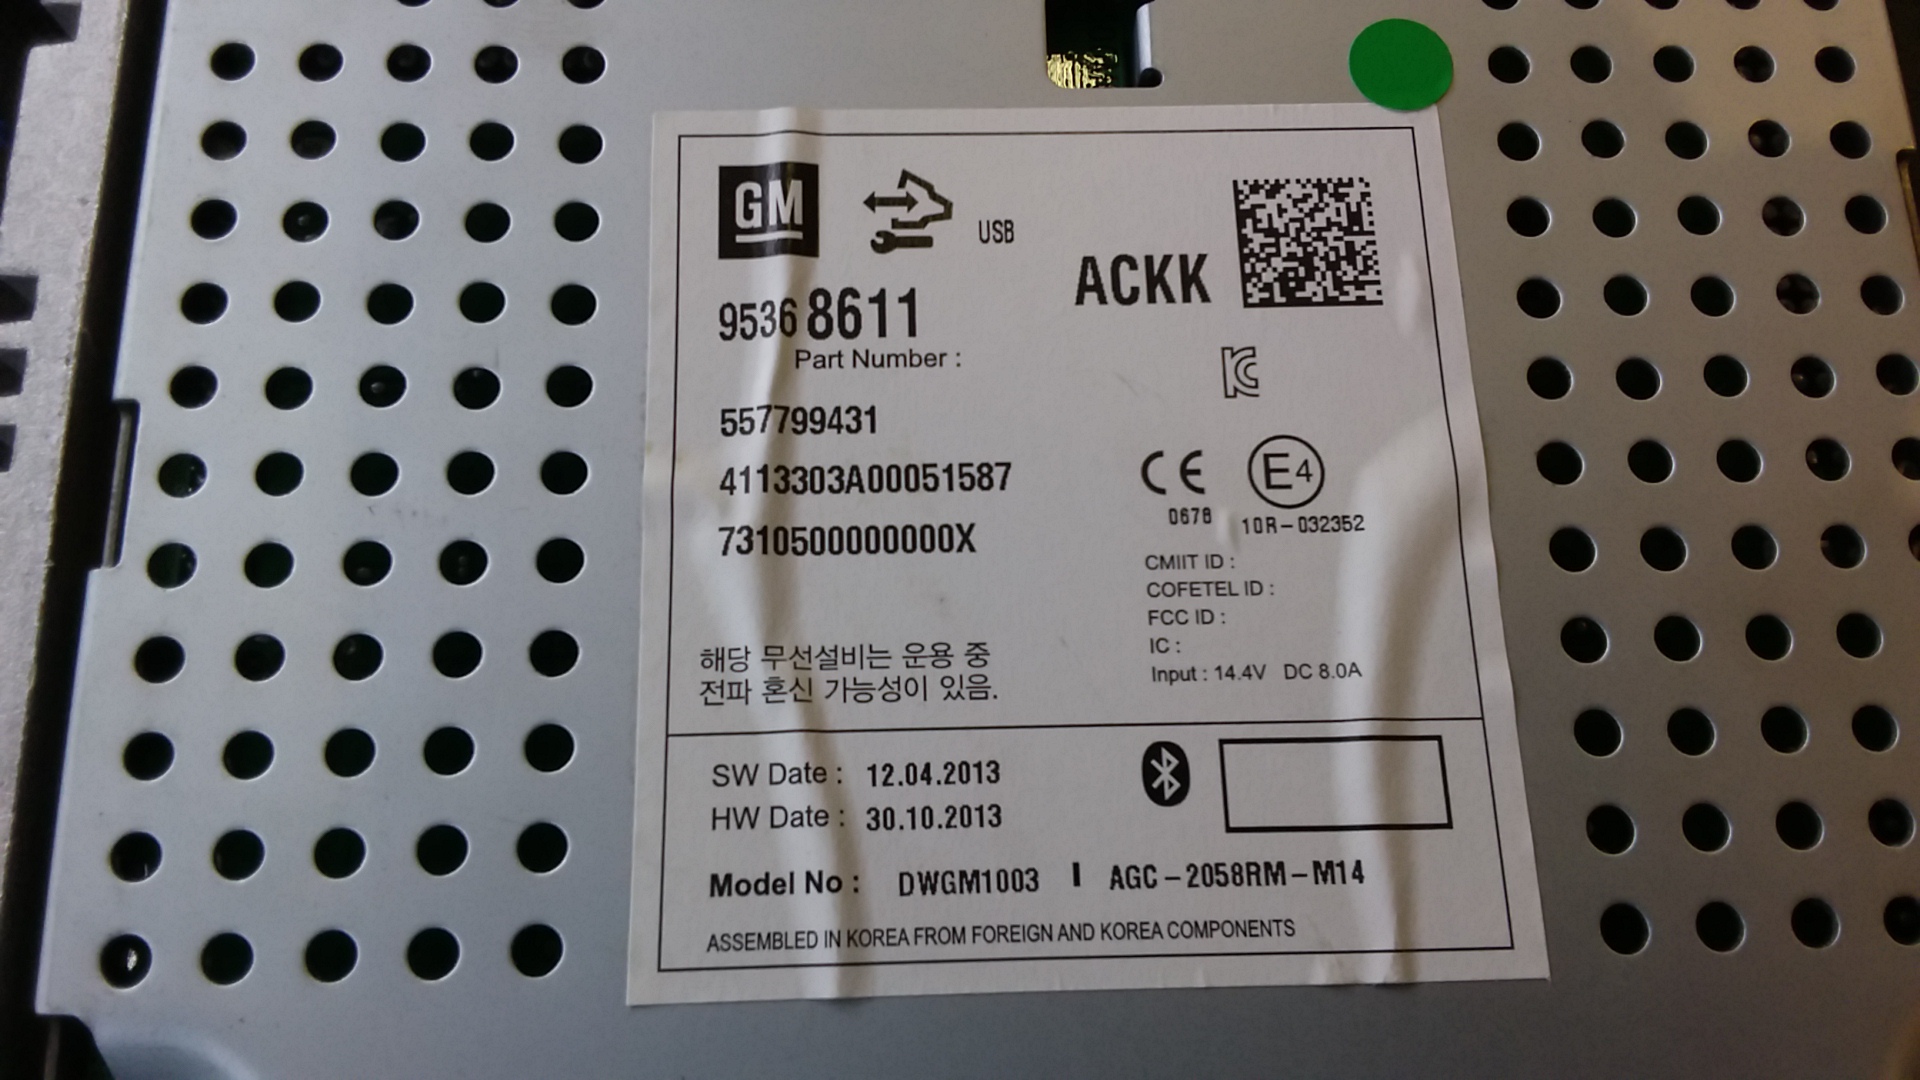 GM
USB
ACKK
9536 8611
Part Number :
557799431
4113303A00051587
7310500000000X
CE
0678
E4
10R-032352
CMIIT ID :
COFETEL ID :
FCC ID :
IC :
Input : 14.4V DC 8.0A
해당 무선설비는 운용 중
전파 혼신 가능성이 있음.
SW Date : 12.04.2013
HW Date : 30.10.2013
Model No : DWGM1003 I AGC-2058RM-M14
ASSEMBLED IN KOREA FROM FOREIGN AND KOREA COMPONENTS